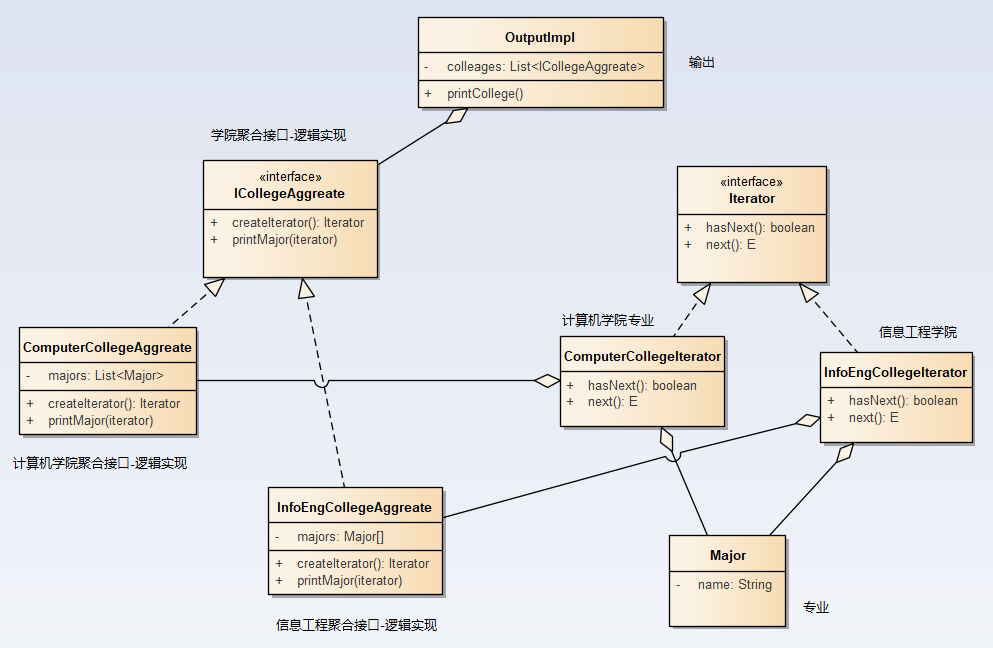 OutputImpl
- colleages: List<ICollegeAggreate>
+ printCollege()
输出
学院聚合接口-逻辑实现
«interface»
ICollegeAggreate
+ createIterator(): Iterator
+ printMajor(iterator)
«interface»
Iterator
+ hasNext(): boolean
+ next(): E
ComputerCollegeAggreate
- majors: List<Major>
+ createIterator(): Iterator
+ printMajor(iterator)
计算机学院聚合接口-逻辑实现
计算机学院专业
ComputerCollegeIterator
+ hasNext(): boolean
+ next(): E
信息工程学院
InfoEngCollegeIterator
+ hasNext(): boolean
+ next(): E
InfoEngCollegeAggreate
- majors: Major[]
+ createIterator(): Iterator
+ printMajor(iterator)
信息工程聚合接口-逻辑实现
Major
- name: String
专业